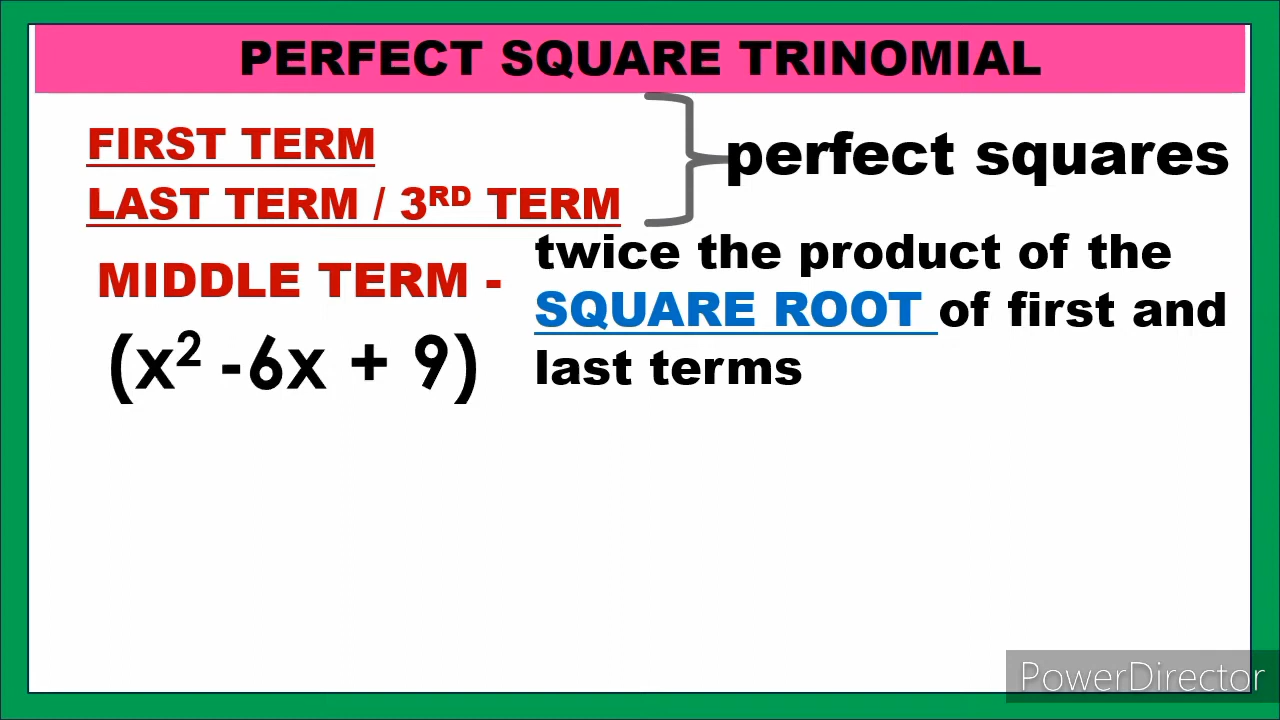 PERFECT SQUARE TRINOMIAL
FIRST TERM
LAST TERM / 3RD TERM
perfect squares
MIDDLE TERM -
twice the product of the
SQUARE ROOT of first and
last terms
(x² -6x + 9)
PowerDirector